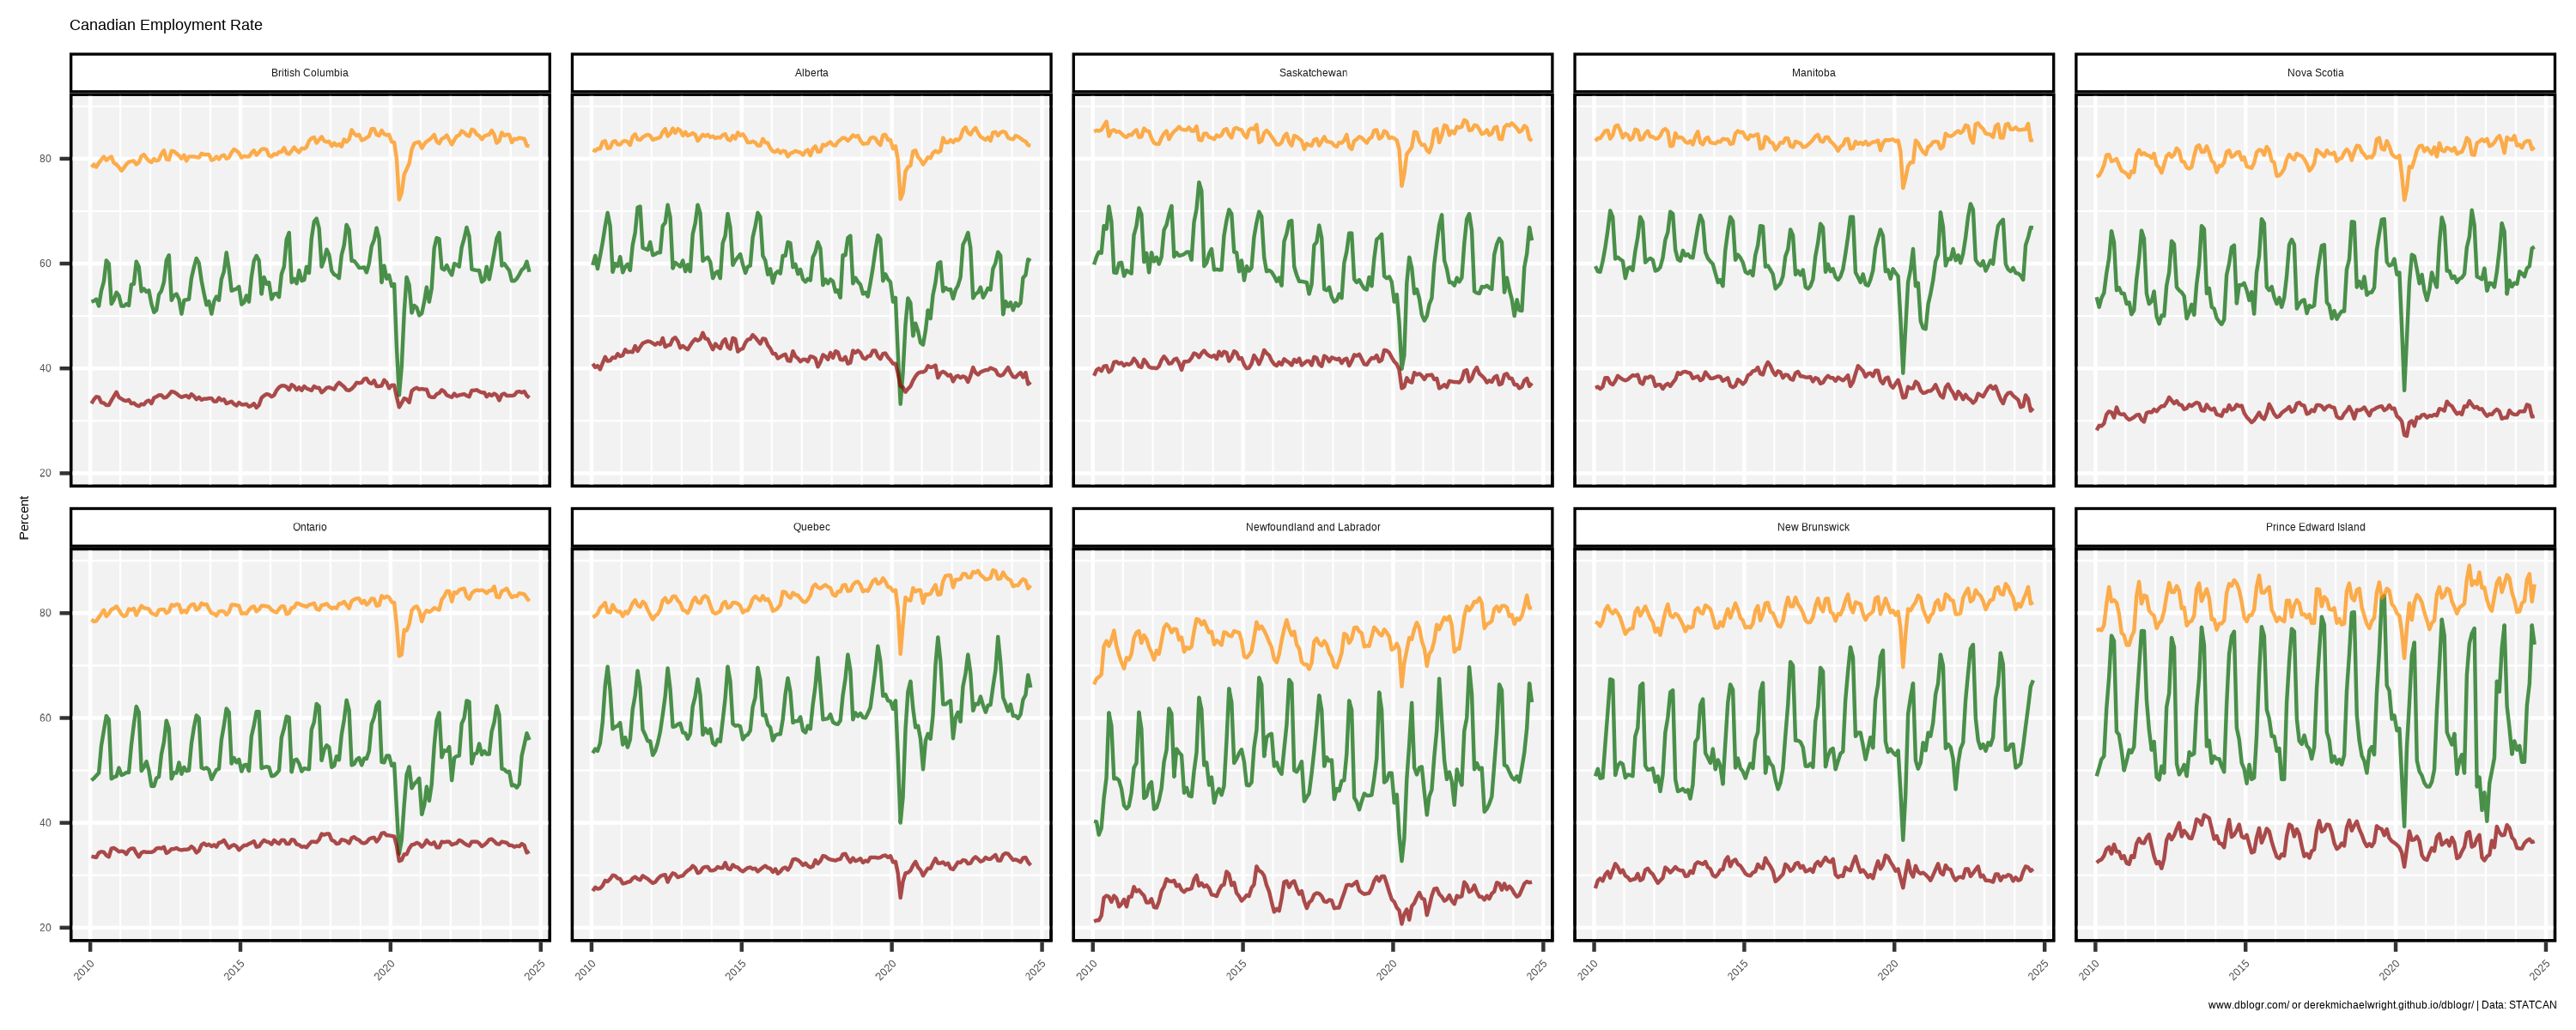 Canadian Employment Rate
British Columbia
Alberta
Saskatchewan
Manitoba
Nova Scotia
80
60
40
20
Percent
Ontario
Quebec
Newfoundland and Labrador
New Brunswick
Prince Edward Island
80
60
40
20
2010 2015 2020 2025
2010 2015 2020 2025
2010 2015 2020 2025
2010 2015 2020 2025
2010 2015 2020 2025
www.dblogr.com/ or derekmichaelwright.github.io/dblogr/ | Data: STATCAN